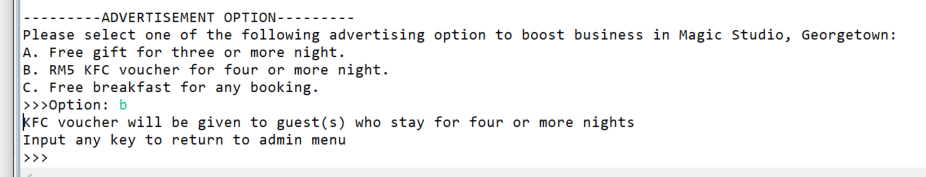 ---------ADVERTISEMENT OPTION---------
Please select one of the following advertising option to boost business in Magic Studio, Georgetown:
A. Free gift for three or more night.
B. RM5 KFC voucher for four or more night.
C. Free breakfast for any booking.
>>>Option: b
KFC voucher will be given to guest(s) who stay for four or more nights
Input any key to return to admin menu
>>>